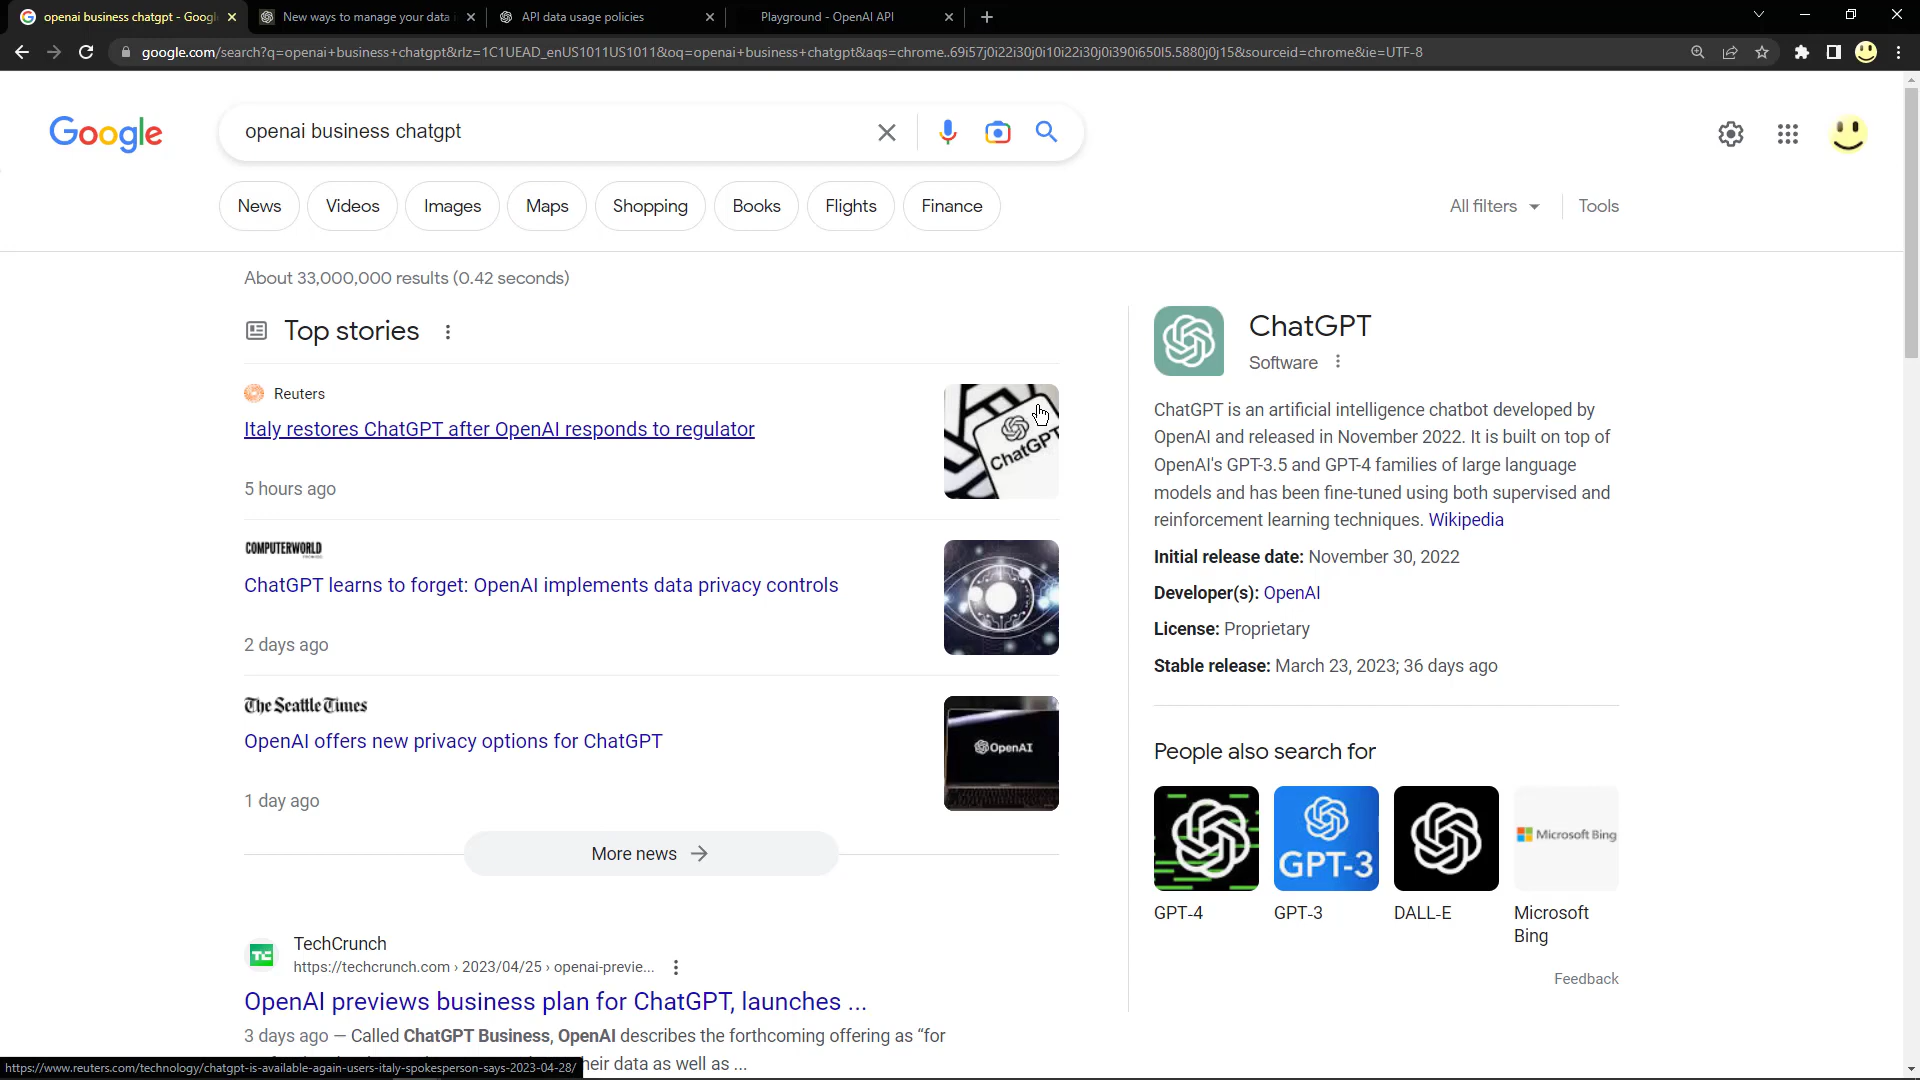 openai business chatgpt - Googl
New ways to manage your data i
API data usage policies
Playground - OpenAI API
google.com/search?q=openai+business+chatgpt&rlz=1C1UEAD_enUS1011US1011&oq=openai+business+chatgpt&aqs=chrome..69i57j0i22i30j0i10i22i30j0i390i650l5.5880j0j15&sourceid=chrome&ie=UTF-8
Google
openai business chatgpt
News
Videos
Images
Maps
Shopping
Books
Flights
Finance
All filters
Tools
About 33,000,000 results (0.42 seconds)
Top stories
Reuters
Italy restores ChatGPT after OpenAI responds to regulator
5 hours ago
ChatGPT
COMPUTERWORLD
ChatGPT learns to forget: OpenAI implements data privacy controls
2 days ago
The Seattle Times
OpenAI offers new privacy options for ChatGPT
1 day ago
OpenAI
More news
TechCrunch
https://techcrunch.com › 2023/04/25 › openai-previe...
OpenAI previews business plan for ChatGPT, launches ...
3 days ago — Called ChatGPT Business, OpenAI describes the forthcoming offering as “for
heir data as well as ...
ChatGPT
Software
ChatGPT is an artificial intelligence chatbot developed by
OpenAI and released in November 2022. It is built on top of
OpenAI's GPT-3.5 and GPT-4 families of large language
models and has been fine-tuned using both supervised and
reinforcement learning techniques. Wikipedia
Initial release date: November 30, 2022
Developer(s): OpenAI
License: Proprietary
Stable release: March 23, 2023; 36 days ago
People also search for
GPT-3
Microsoft Bing
GPT-4
GPT-3
DALL-E
Microsoft
Bing
Feedback
https://www.reuters.com/technology/chatgpt-is-available-again-users-italy-spokesperson-says-2023-04-28/